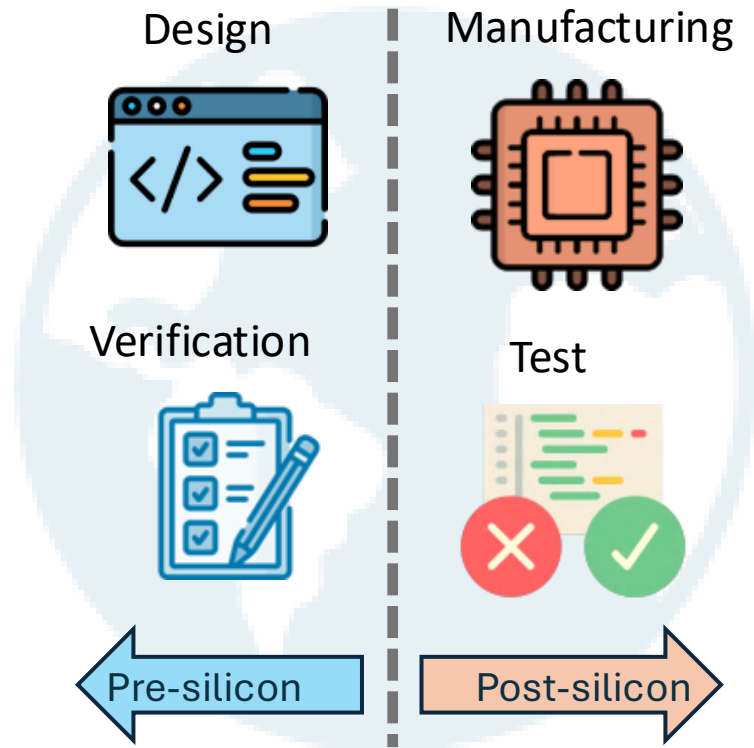 Design
Manufacturing
</>
Verification
Test
Pre-silicon
Post-silicon